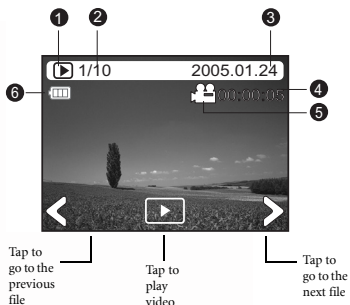 1 2 3
1/10 2005.01.24
6 4
00:00:05
5
Tap to
go to the
previous
file
Tap to
play
video
Tap to
go to the
next file